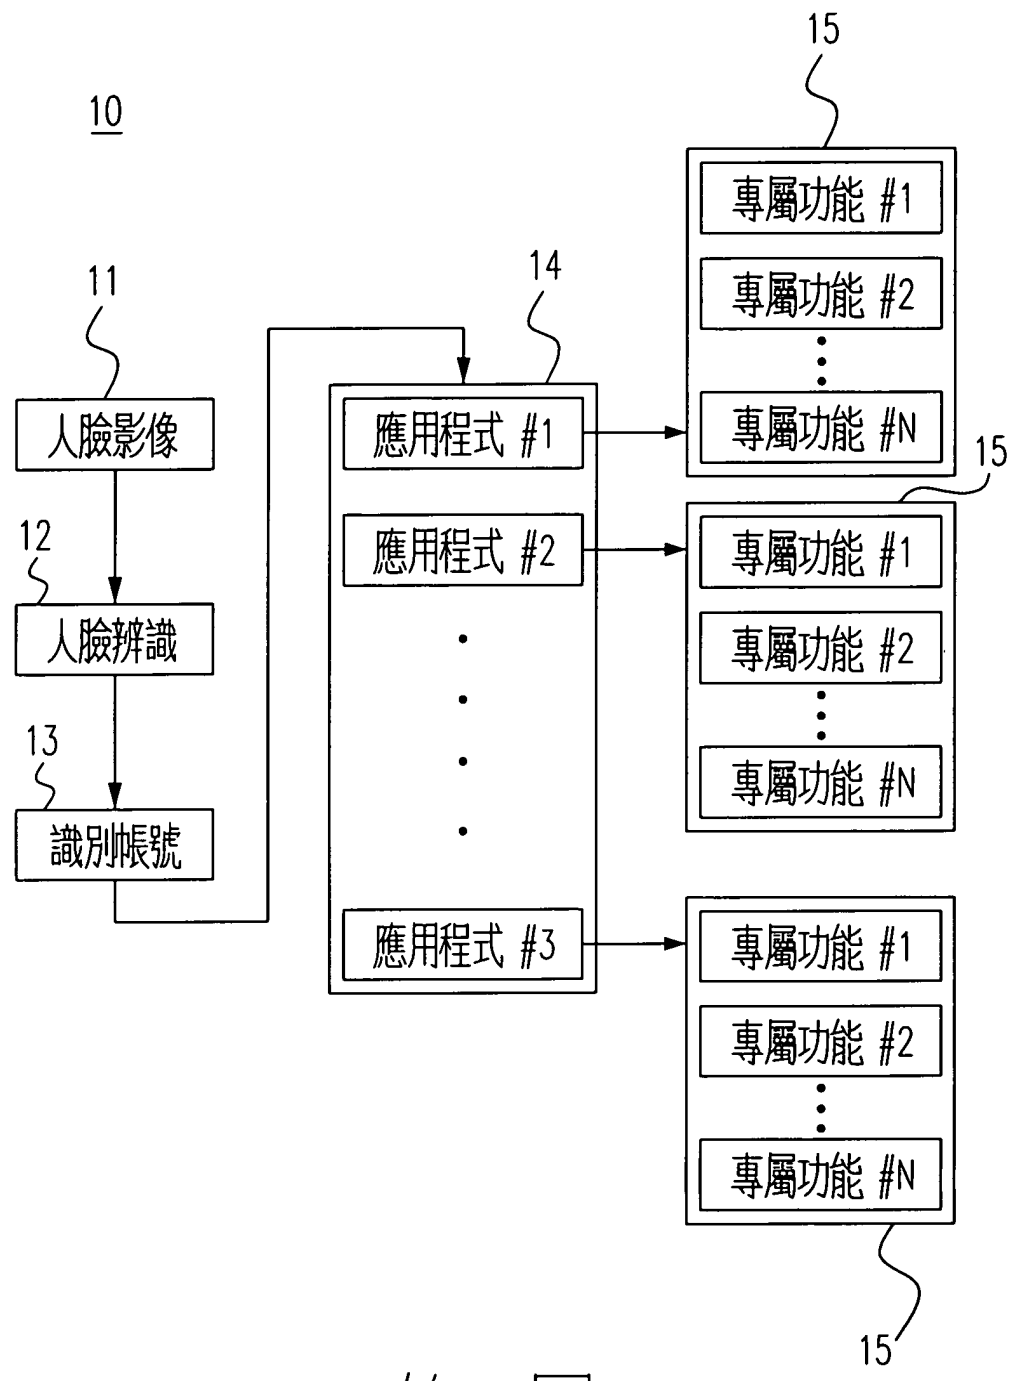 10
11
人臉影像
12
人臉辨識
13
識別帳號
14
應用程式 #1
應用程式 #2
應用程式 #3
15
專屬功能 #1
專屬功能 #2
專屬功能 #N
15
專屬功能 #1
專屬功能 #2
專屬功能 #N
專屬功能 #1
專屬功能 #2
專屬功能 #N
15